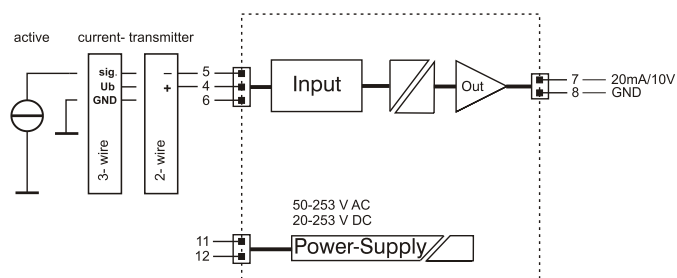 active current- transmitter
sig. – 5
Ub + 4
GND 6
3- wire
2- wire
Input
Out
7 20mA/10V
8 GND
50-253 V AC
20-253 V DC
11
12
Power-Supply